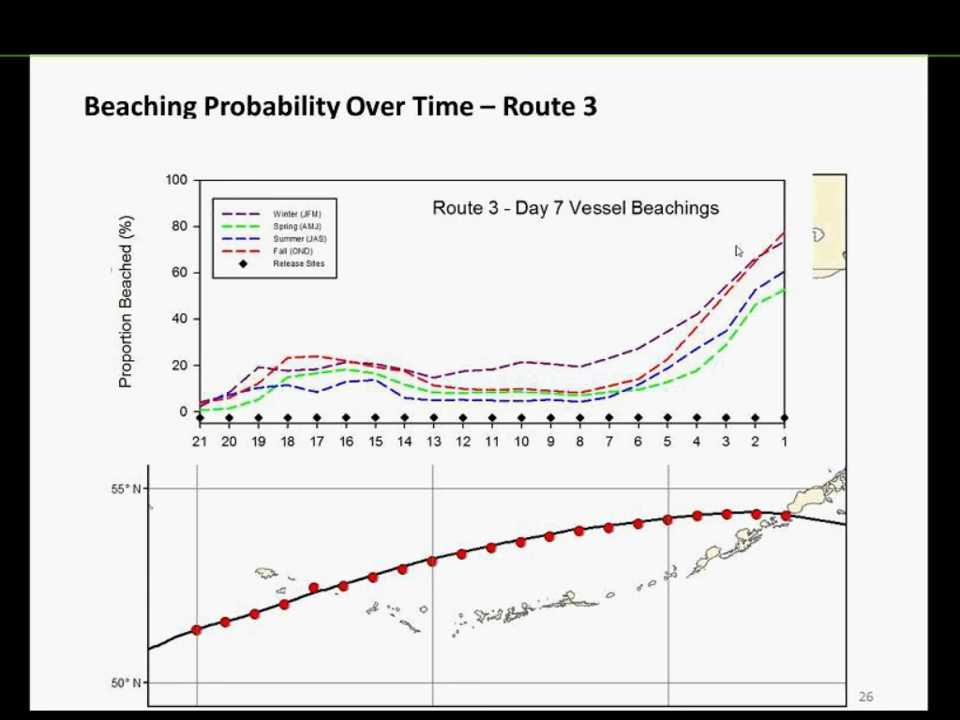 Beaching Probability Over Time – Route 3
Route 3 - Day 7 Vessel Beachings
Proportion Beached (%)
100
80
60
40
20
0
Winter (JFM)
Spring (AMJ)
Summer (JAS)
Fall (OND)
Release Sites
21 20 19 18 17 16 15 14 13 12 11 10 9 8 7 6 5 4 3 2 1
55° N
50° N
26